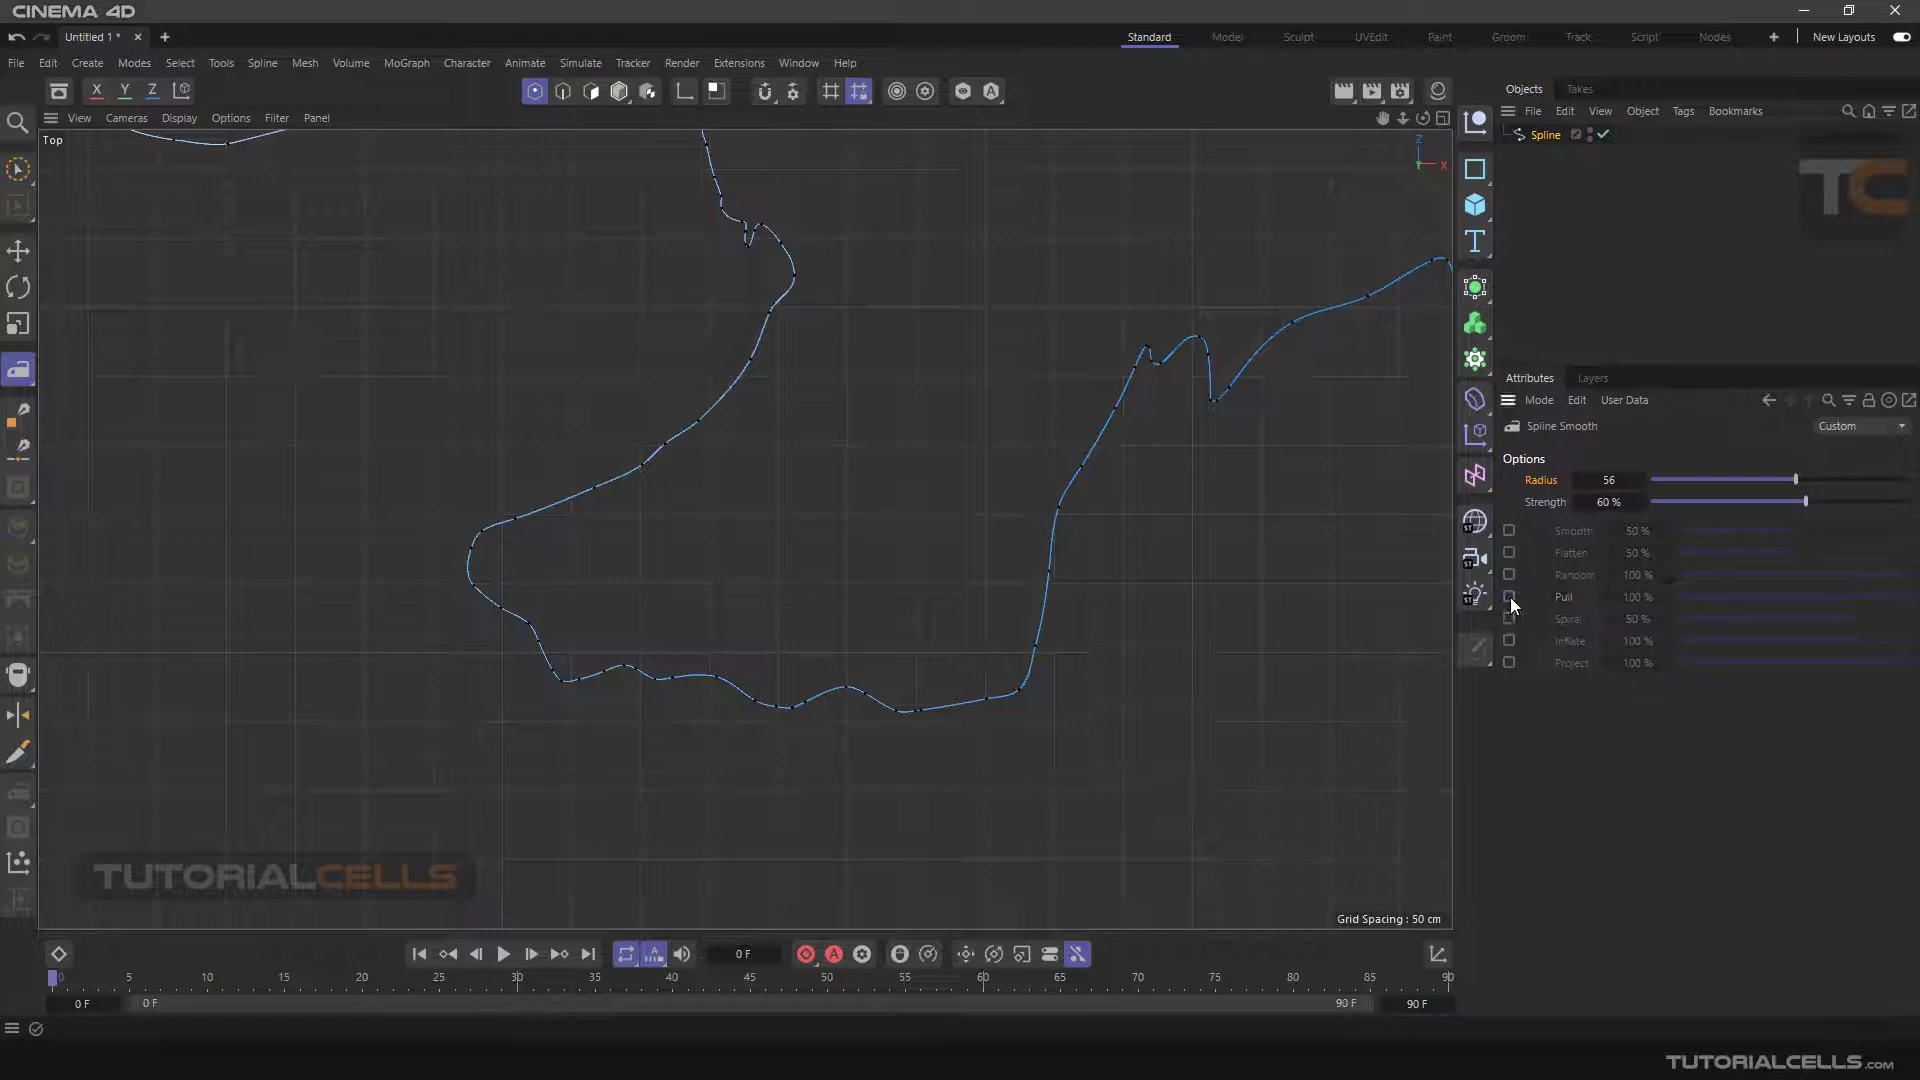 CINEMA 4D
Untitled 1 *
Standard Model Sculpt UVEdit Paint Groom Track Script Nodes New Layouts
File Edit Create Modes Select Tools Spline Mesh Volume MoGraph Character Animate Simulate Tracker Render Extensions Window Help
X Y Z
Objects Takes
File Edit View Object Tags Bookmarks
View Cameras Display Options Filter Panel
Spline
Top
Z
Y X
TC
Attributes Layers
Mode Edit User Data
Spline Smooth Custom
Options
Radius 56
Strength 60 %
Smooth 50 %
Flatten 50 %
Random 100 %
Pull 100 %
Spiral 50 %
Inflate 100 %
Project 100 %
TUTORIALCELLS
Grid Spacing : 50 cm
0 F
0 5 10 15 20 25 30 35 40 45 50 55 60 65 70 75 80 85 90
0 F 0 F 90 F 90 F
TUTORIALCELLS.com